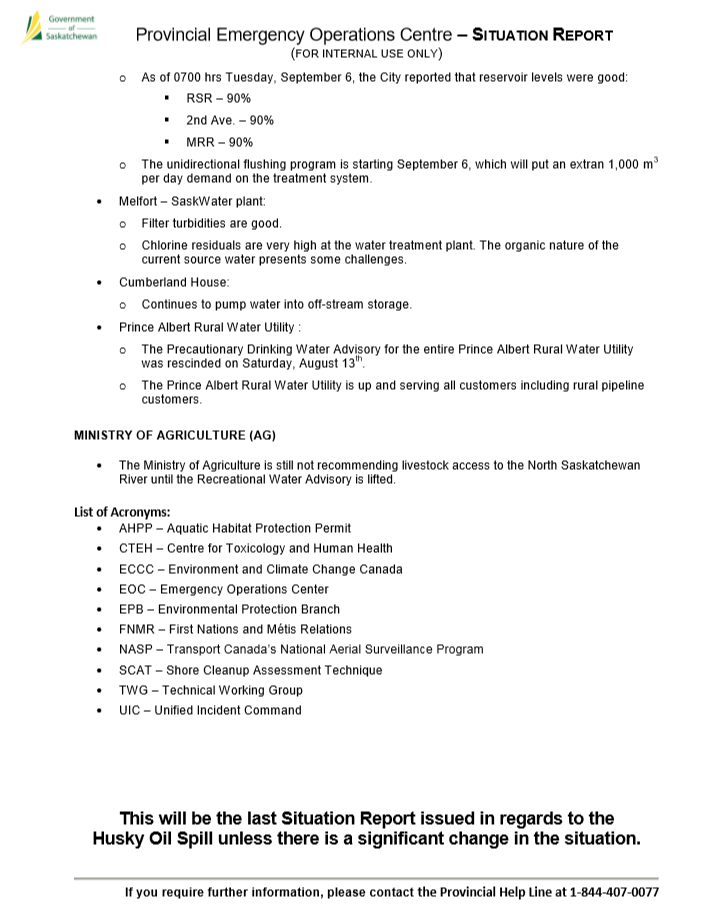 Government
of
Saskatchewan
Provincial Emergency Operations Centre – SITUATION REPORT
(FOR INTERNAL USE ONLY)
o As of 0700 hrs Tuesday, September 6, the City reported that reservoir levels were good:
▪ RSR – 90%
▪ 2nd Ave. – 90%
▪ MRR – 90%
o The unidirectional flushing program is starting September 6, which will put an extran 1,000 m³
per day demand on the treatment system.
• Melfort – SaskWater plant:
o Filter turbidities are good.
o Chlorine residuals are very high at the water treatment plant. The organic nature of the
current source water presents some challenges.
• Cumberland House:
o Continues to pump water into off-stream storage.
• Prince Albert Rural Water Utility :
o The Precautionary Drinking Water Advisory for the entire Prince Albert Rural Water Utility
was rescinded on Saturday, August 13th.
o The Prince Albert Rural Water Utility is up and serving all customers including rural pipeline
customers.
MINISTRY OF AGRICULTURE (AG)
• The Ministry of Agriculture is still not recommending livestock access to the North Saskatchewan
River until the Recreational Water Advisory is lifted.
List of Acronyms:
• AHPP – Aquatic Habitat Protection Permit
• CTEH – Centre for Toxicology and Human Health
• ECCC – Environment and Climate Change Canada
• EOC – Emergency Operations Center
• EPB – Environmental Protection Branch
• FNMR – First Nations and Métis Relations
• NASP – Transport Canada's National Aerial Surveillance Program
• SCAT – Shore Cleanup Assessment Technique
• TWG – Technical Working Group
• UIC – Unified Incident Command
This will be the last Situation Report issued in regards to the
Husky Oil Spill unless there is a significant change in the situation.
If you require further information, please contact the Provincial Help Line at 1-844-407-0077